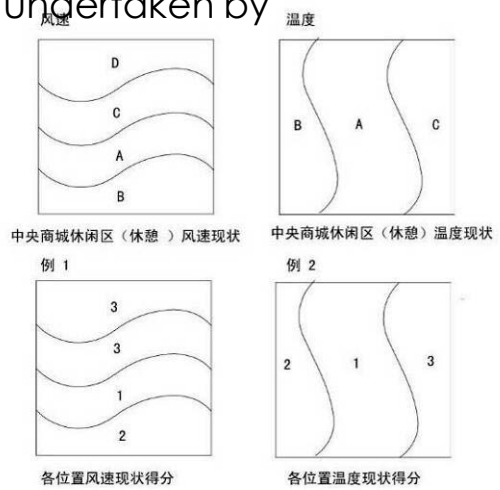 undertaken by
风速
温度
D
C
A
B
B A C
中央商城休闲区（休憩 ）风速现状
中央商城休闲区（休憩）温度现状
例 1
例 2
3
3
1
2
2 1 3
各位置风速现状得分
各位置温度现状得分